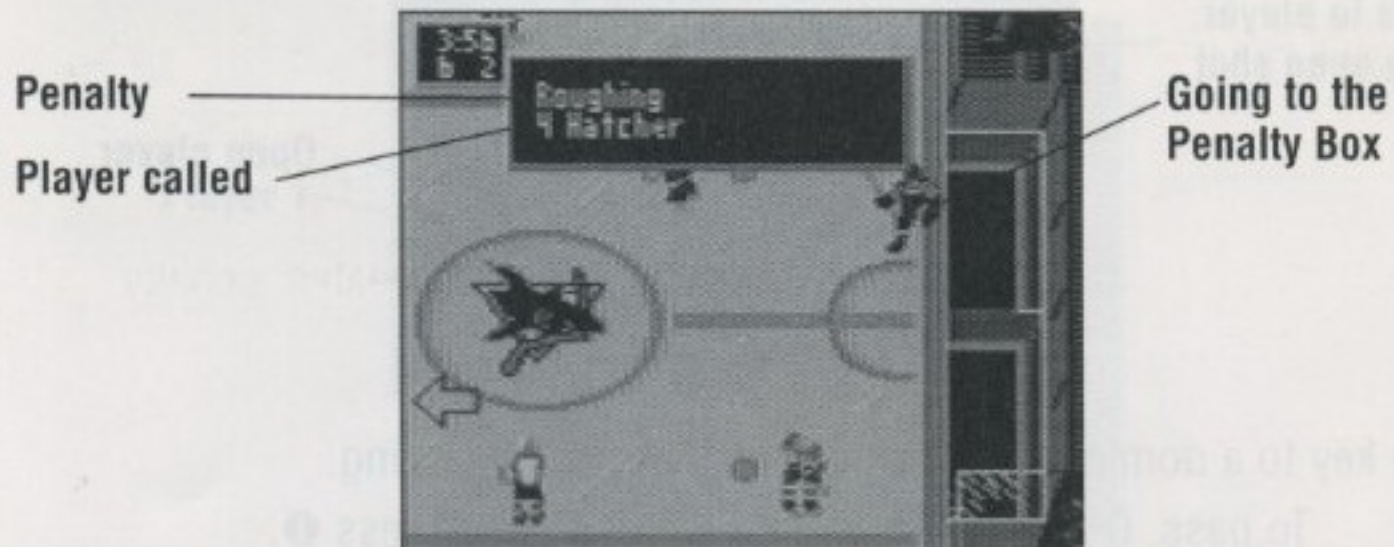 3:56
6 2
Roughing
4 Hatcher
Penalty
Player called
Going to the
Penalty Box
key to a dom
To pass,